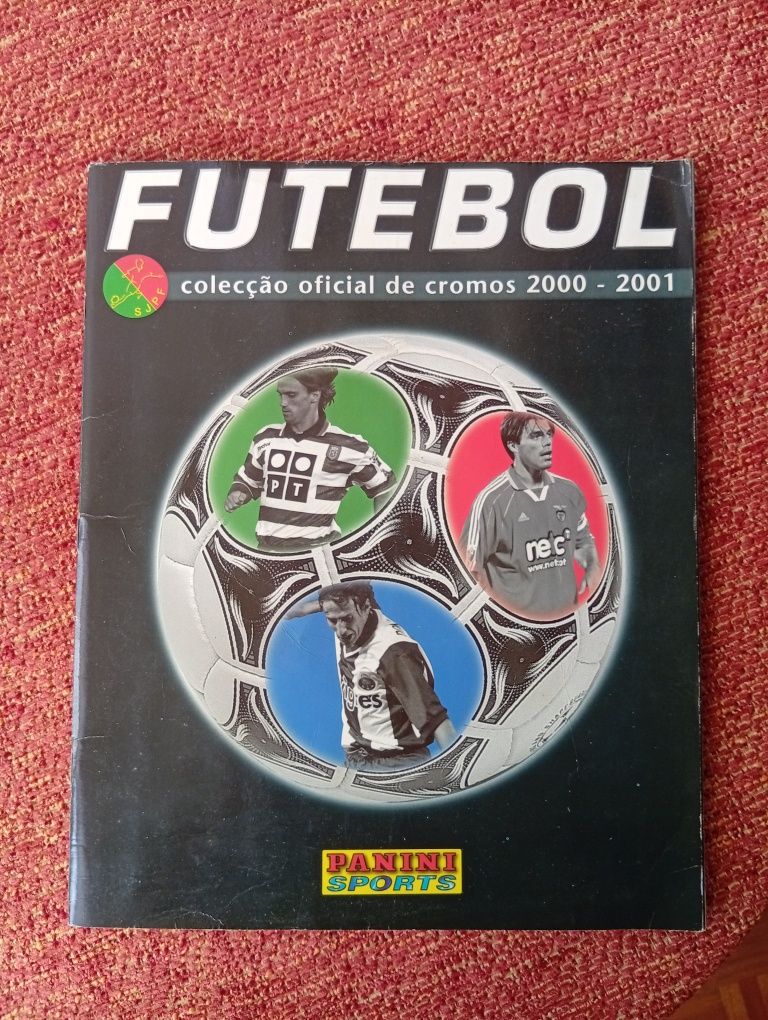 FUTEBOL
SJPF
colecção oficial de cromos 2000 - 2001
PT
netc
www.netc.pt
PANINI
SPORTS